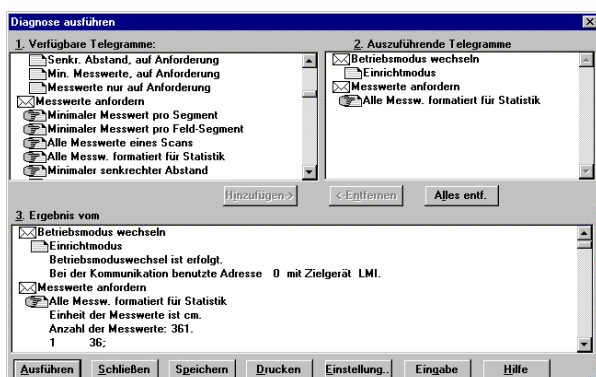 Diagnose ausführen
1. Verfügbare Telegramme:
Senkr. Abstand, auf Anforderung
Min. Messwerte, auf Anforderung
Messwerte nur auf Anforderung
Messwerte anfordern
Minimaler Messwert pro Segment
Minimaler Messwert pro Feld-Segment
Alle Messwerte eines Scans
Alle Messw. formatiert für Statistik
Minimaler senkrechter Abstand
2. Auszuführende Telegramme
Betriebsmodus wechseln
Einrichtmodus
Messwerte anfordern
Alle Messw. formatiert für Statistik
Hinzufügen-> <-Entfernen Alles entf.
3. Ergebnis vom
Betriebsmodus wechseln
Einrichtmodus
Betriebsmoduswechsel ist erfolgt.
Bei der Kommunikation benutzte Adresse 0 mit Zielgerät LMI.
Messwerte anfordern
Alle Messw. formatiert für Statistik
Einheit der Messwerte ist cm.
Anzahl der Messwerte: 361.
1 36;
Ausführen Schließen Speichern Drucken Einstellung.. Eingabe Hilfe